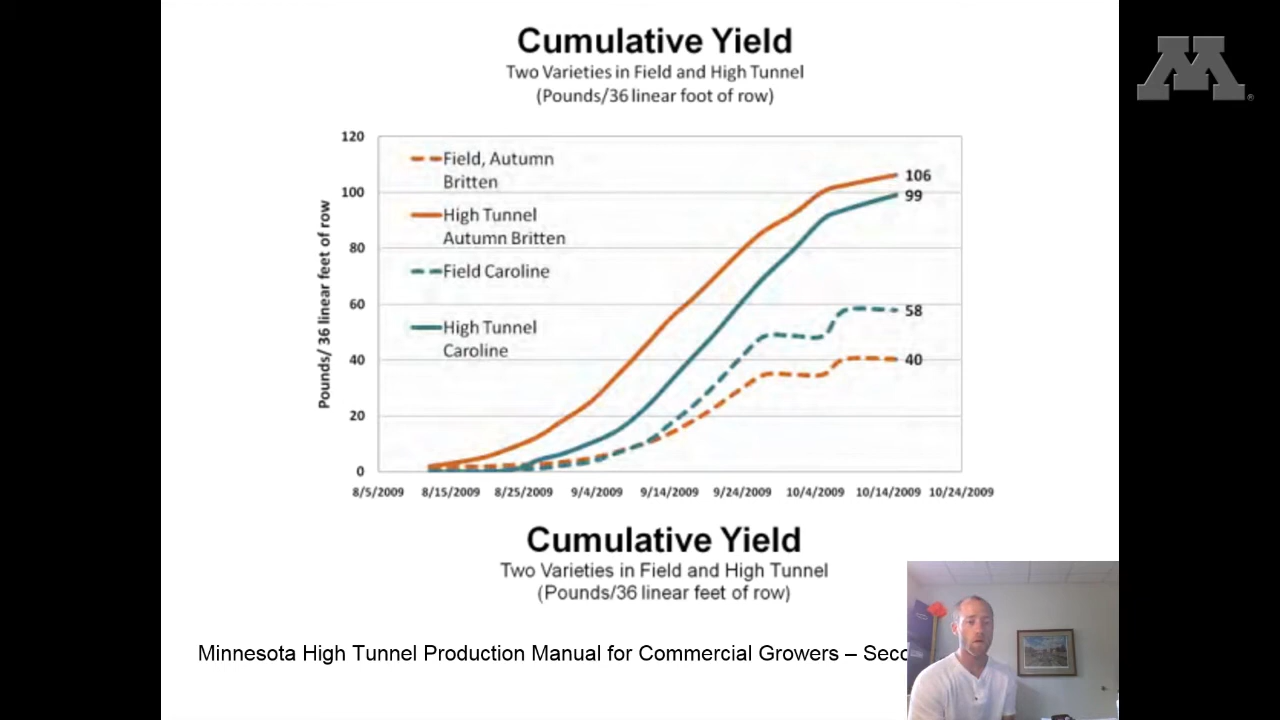 Cumulative Yield
Two Varieties in Field and High Tunnel
(Pounds/36 linear foot of row)
Pounds/ 36 linear feet of row
120
100
80
60
40
20
0
Field, Autumn
Britten
High Tunnel
Autumn Britten
Field Caroline
High Tunnel
Caroline
106
99
58
40
8/5/2009 8/15/2009 8/25/2009 9/4/2009 9/14/2009 9/24/2009 10/4/2009 10/14/2009 10/24/2009
Cumulative Yield
Two Varieties in Field and High Tunnel
(Pounds/36 linear feet of row)
Minnesota High Tunnel Production Manual for Commercial Growers – Seco
M